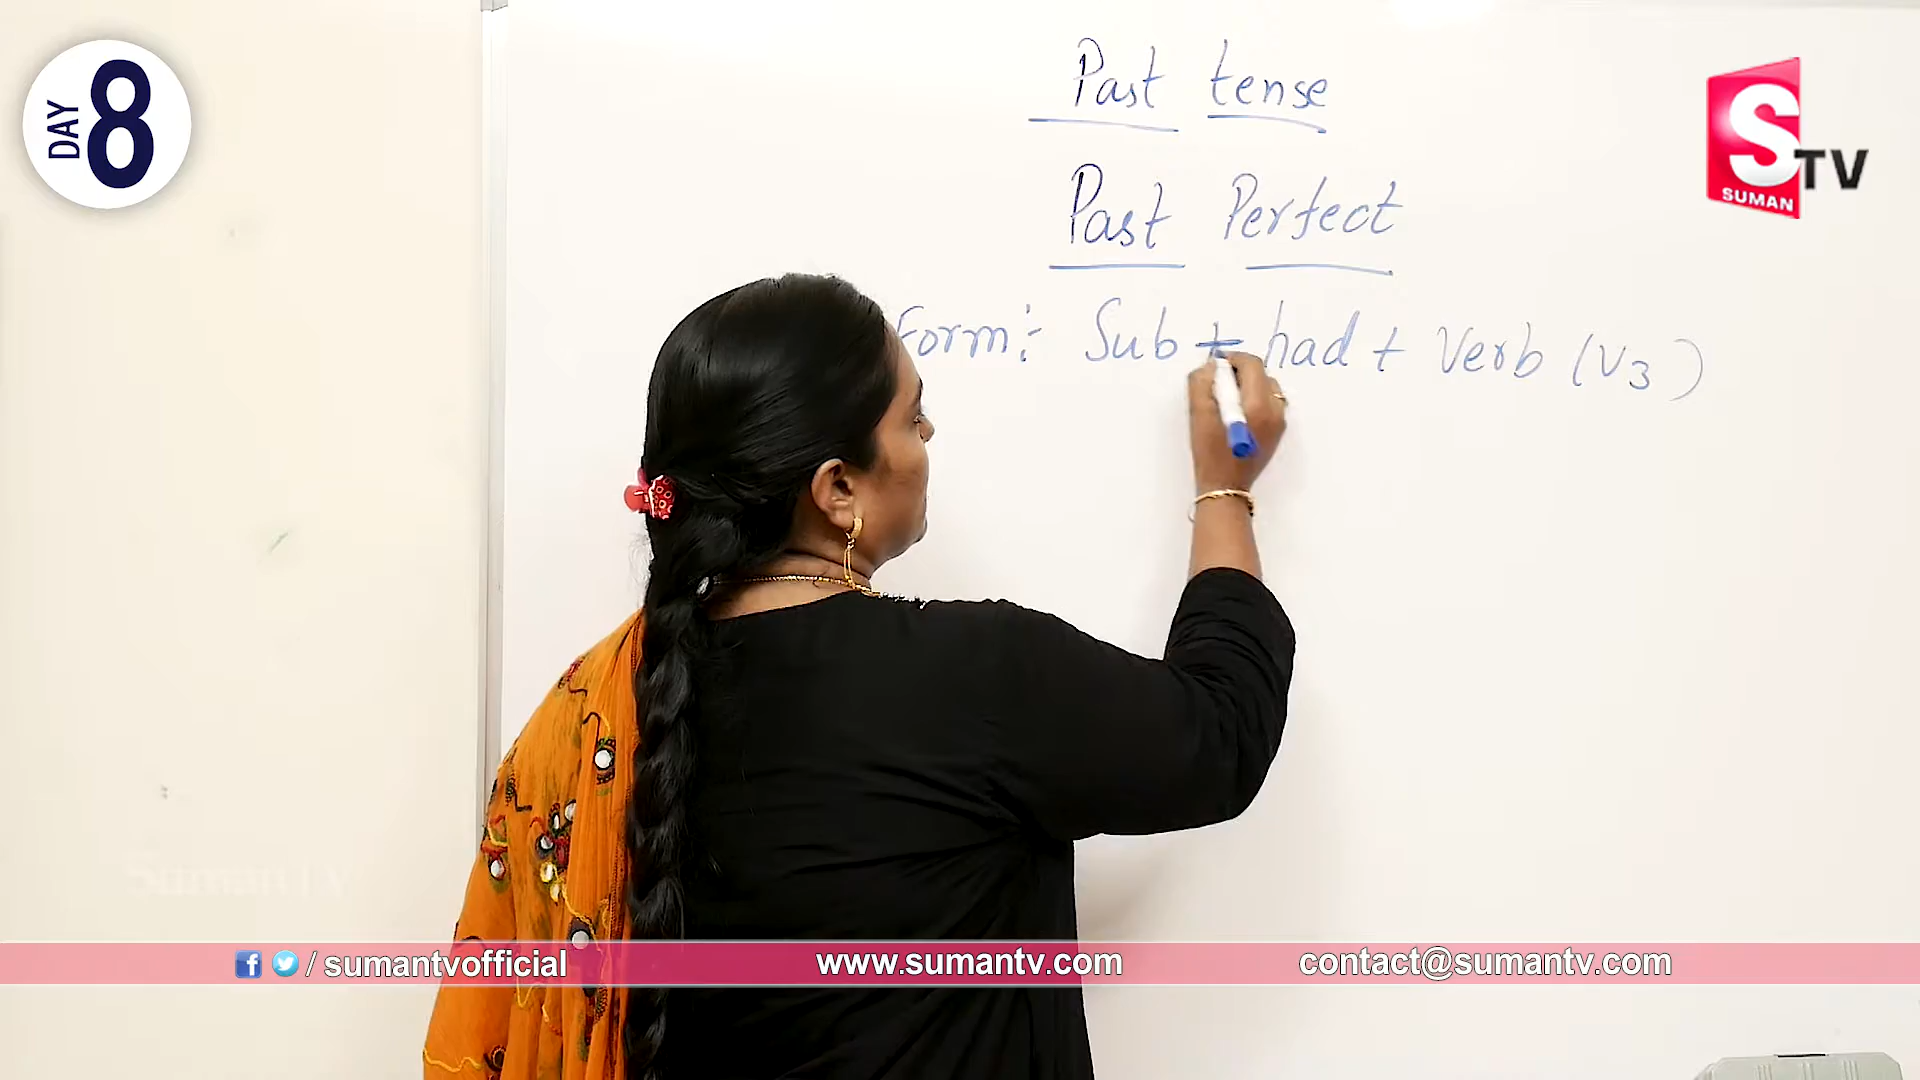 DAY 8
Past tense
Past Perfect
Form:- Sub + had + Verb (V3)
S TV
SUMAN
SumanTV
/ sumantvofficial
www.sumantv.com
contact@sumantv.com